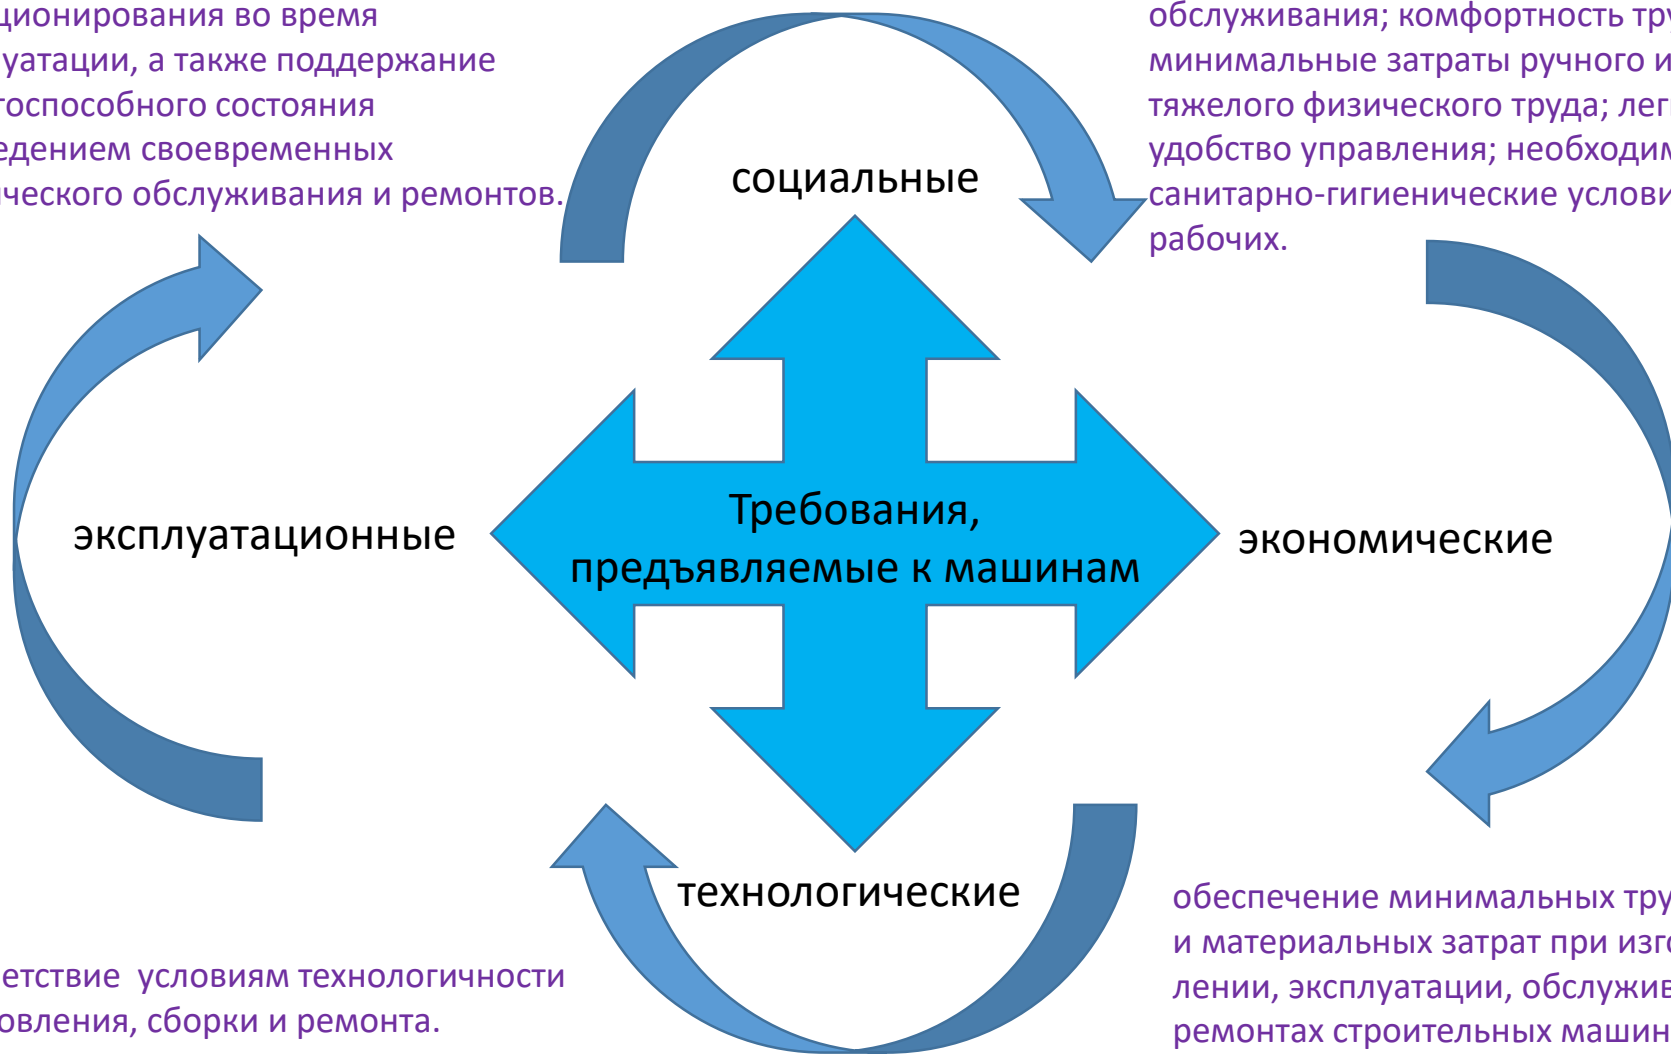 ционирования во время
уатации, а также поддержание
тоспособного состояния
едением своевременных
ического обслуживания и ремонтов.
обслуживания; комфортность тру
минимальные затраты ручного и
тяжелого физического труда; лег
удобство управления; необходим
санитарно-гигиенические услови
рабочих.
социальные
эксплуатационные
Требования,
предъявляемые к машинам
экономические
технологические
етствие условиям технологичности
овления, сборки и ремонта.
обеспечение минимальных тру
и материальных затрат при изго
лении, эксплуатации, обслужив
ремонтах строительных машин